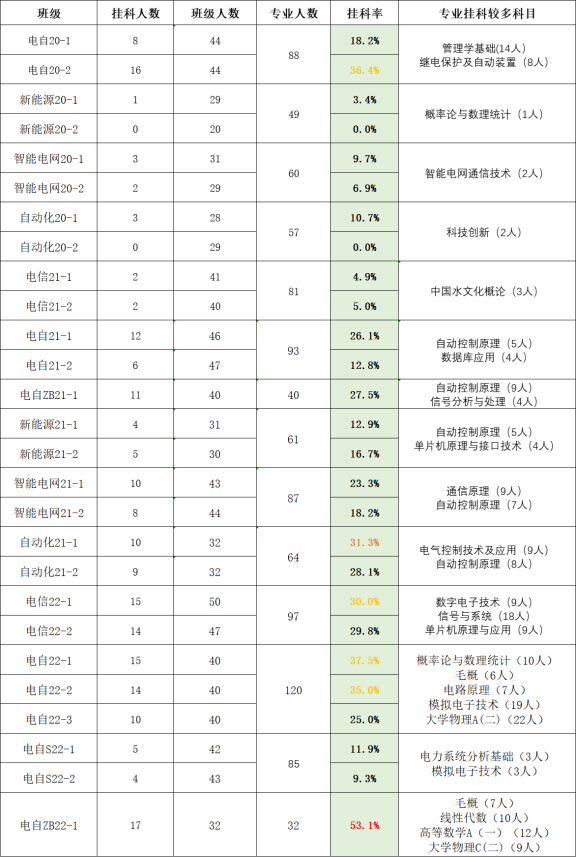 班级 挂科人数 班级人数 专业人数 挂科率 专业挂科较多科目
电自20-1 8 44 88 18.2% 管理学基础(14人)
电自20-2 16 44 36.4% 继电保护及自动装置（8人）
新能源20-1 1 29 49 3.4% 概率论与数理统计（1人）
新能源20-2 0 20 0.0%
智能电网20-1 3 31 60 9.7% 智能电网通信技术（2人）
智能电网20-2 2 29 6.9%
自动化20-1 3 28 57 10.7% 科技创新（2人）
自动化20-2 0 29 0.0%
电信21-1 2 41 81 4.9% 中国水文化概论（3人）
电信21-2 2 40 5.0%
电自21-1 12 46 93 26.1% 自动控制原理（5人）
电自21-2 6 47 12.8% 数据库应用（4人）
电自ZB21-1 11 40 40 27.5% 自动控制原理（9人）
信号分析与处理（4人）
新能源21-1 4 31 61 12.9% 自动控制原理（5人）
新能源21-2 5 30 16.7% 单片机原理与接口技术（4人）
智能电网21-1 10 43 87 23.3% 通信原理（9人）
智能电网21-2 8 44 18.2% 自动控制原理（7人）
自动化21-1 10 32 64 31.3% 电气控制技术及应用（9人）
自动化21-2 9 32 28.1% 自动控制原理（8人）
电信22-1 15 50 97 30.0% 数字电子技术（9人）
信号与系统（18人）
电信22-2 14 47 29.8% 单片机原理与应用（9人）
电自22-1 15 40 120 37.5% 概率论与数理统计（10人）
毛概（6人）
电自22-2 14 40 35.0% 电路原理（7人）
模拟电子技术（19人）
电自22-3 10 40 25.0% 大学物理A(二)（22人）
电自S22-1 5 42 85 11.9% 电力系统分析基础（3人）
电自S22-2 4 43 9.3% 模拟电子技术（3人）
电自ZB22-1 17 32 32 53.1% 毛概（7人）
线性代数（10人）
高等数学A（一）（12人）
大学物理C(二)（9人）